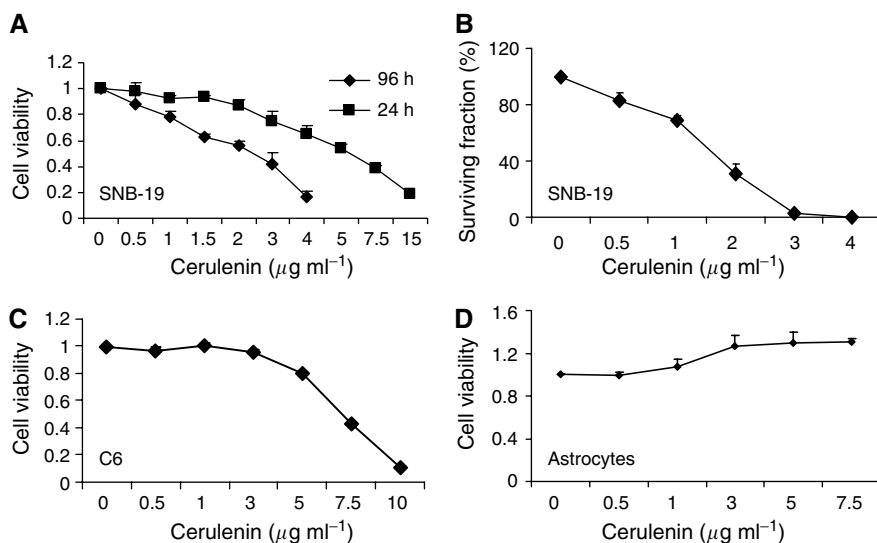 A
1.2
1
0.8
0.6
0.4
0.2
0
Cell viability
96 h
24 h
SNB-19
0 0.5 1 1.5 2 3 4 5 7.5 15
Cerulenin (μg ml⁻¹)
B
120
80
40
0
Surviving fraction (%)
SNB-19
0 0.5 1 2 3 4
Cerulenin (μg ml⁻¹)
C
1.2
1
0.8
0.6
0.4
0.2
0
Cell viability
C6
0 0.5 1 3 5 7.5 10
Cerulenin (μg ml⁻¹)
D
1.6
1.2
0.8
0.4
0
Cell viability
Astrocytes
0 0.5 1 3 5 7.5
Cerulenin (μg ml⁻¹)